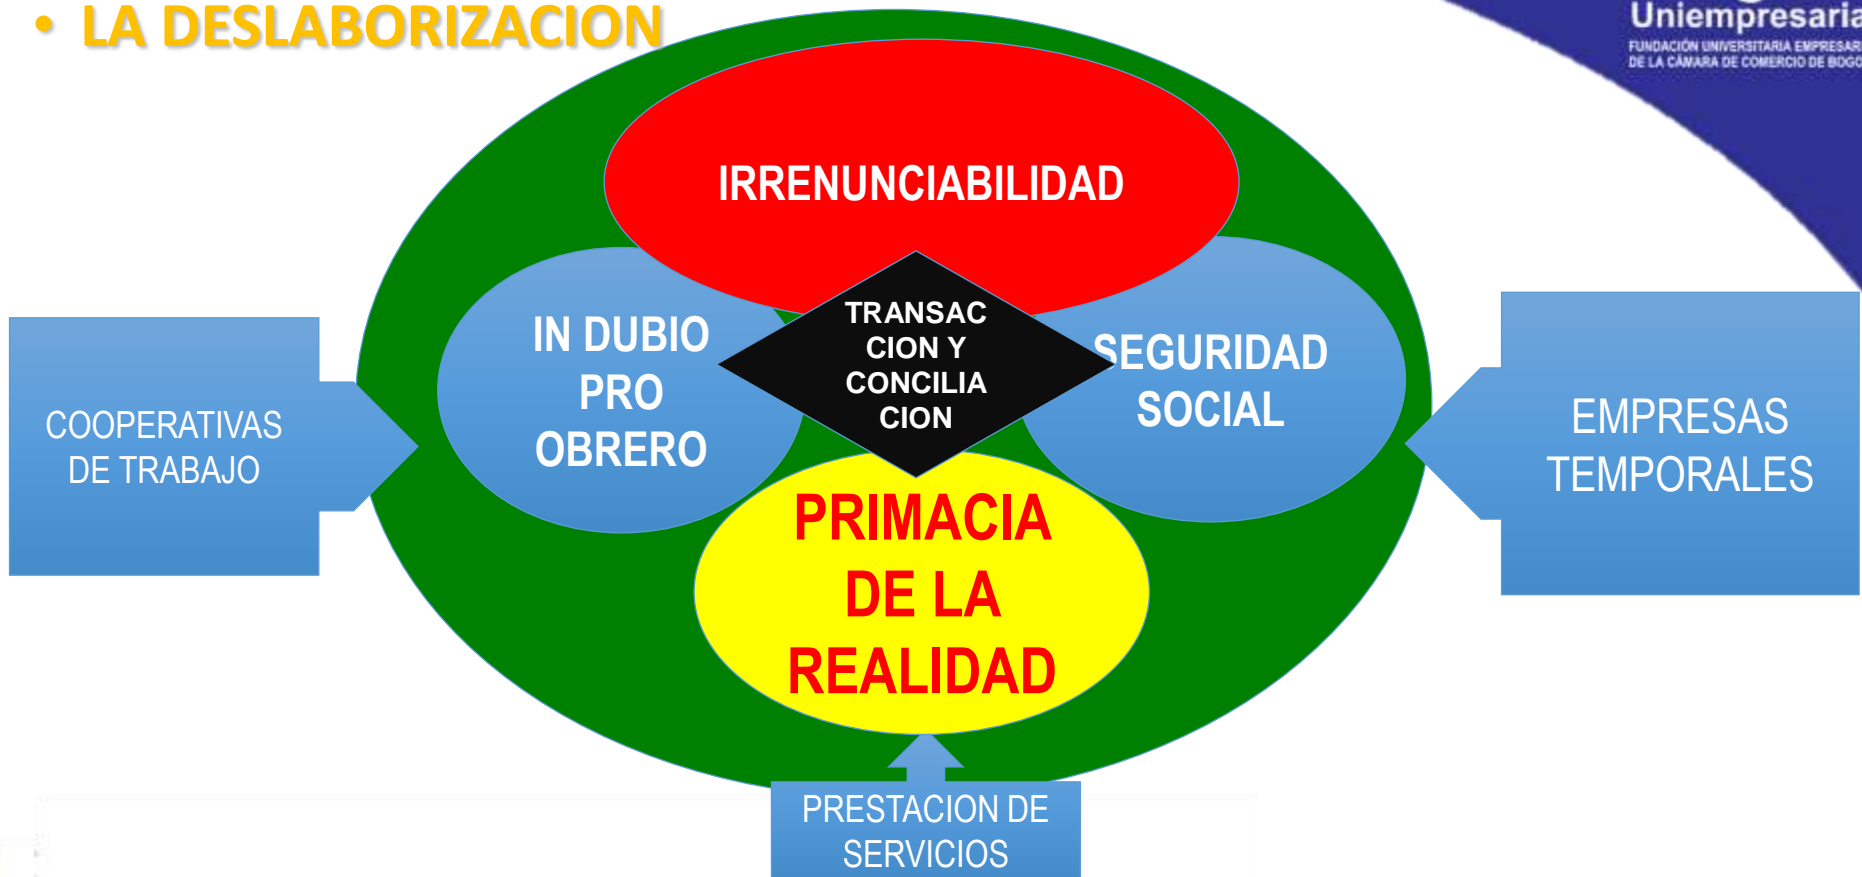 • LA DESLABORIZACION
Uniempresaria
FUNDACIÓN UNIVERSITARIA EMPRESARI
DE LA CÁMARA DE COMERCIO DE BOGO
IRRENUNCIABILIDAD
IN DUBIO
PRO
OBRERO
TRANSAC
CION Y
CONCILIA
CION
SEGURIDAD
SOCIAL
COOPERATIVAS
DE TRABAJO
EMPRESAS
TEMPORALES
PRIMACIA
DE LA
REALIDAD
PRESTACION DE
SERVICIOS